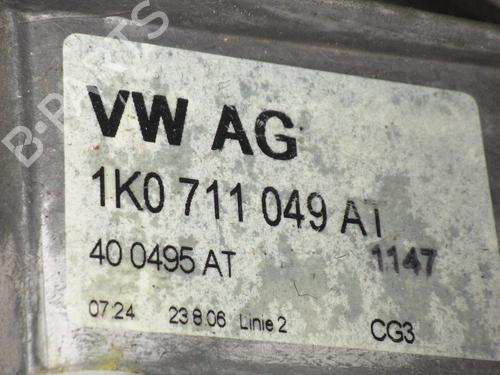 B-PARTS
VW AG
1K0 711 049 AT
40 0495 AT 1147
07:24 23.8.06 Linie 2 CG3